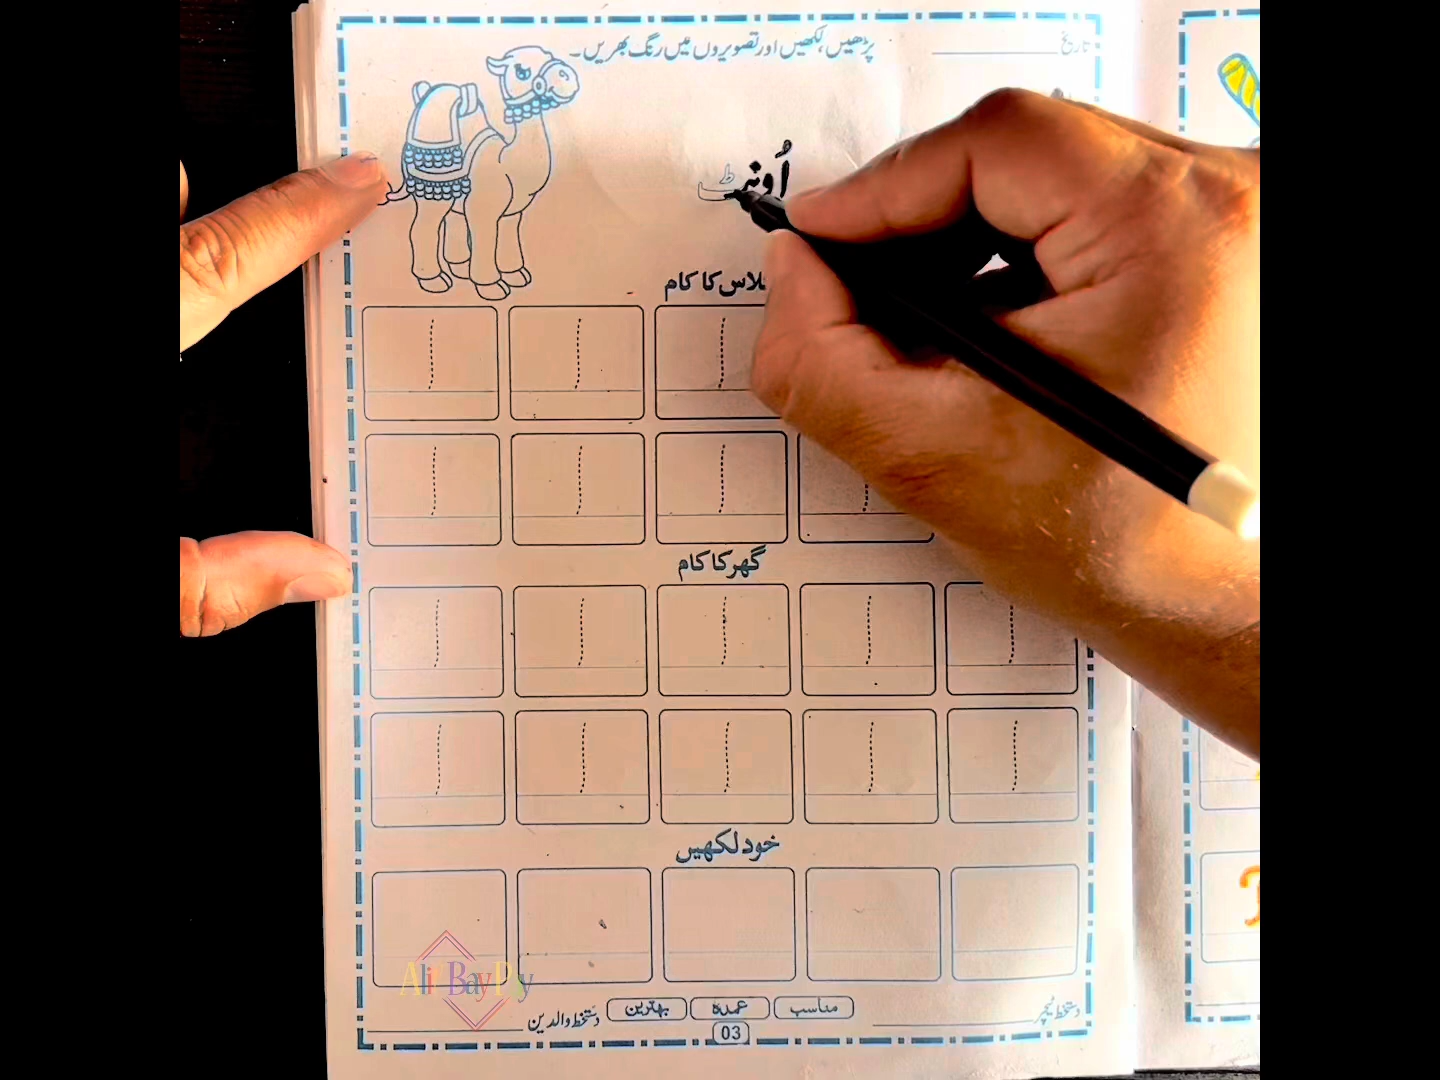 تاریخ
پڑھیں، لکھیں اور تصویروں میں رنگ بھریں۔
اُونٹ
کا کام
ا ا ا
ا ا ا ا
گھر کا کام
ا ا ا ا ا
ا ا ا ا ا
خود لکھیں
Alif Bay Pay
دستخط ٹیچر
مناسب عمدہ بہترین
دستخط والدین
03